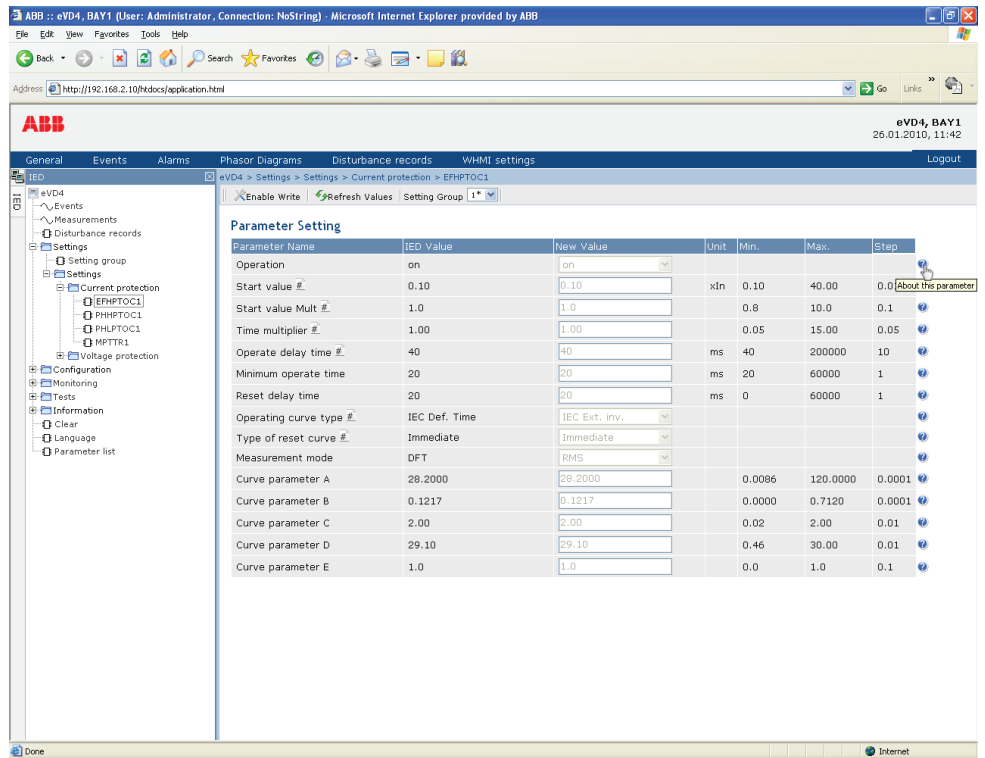 ABB :: eVD4, BAY1 (User: Administrator, Connection: NoString) - Microsoft Internet Explorer provided by ABB
File Edit View Favorites Tools Help
Back Search Favorites
Address http://192.168.2.10/htdocs/application.html Go Links »
ABB
eVD4, BAY1
26.01.2010, 11:42
General Events Alarms Phasor Diagrams Disturbance records WHMI settings Logout
IED
IED
eVD4 > Settings > Settings > Current protection > EFHPTOC1
Enable Write Refresh Values Setting Group 1*
eVD4
Events
Measurements
Disturbance records
Settings
Setting group
Settings
Current protection
EFHPTOC1
PHHPTOC1
PHLPTOC1
MPTTR1
Voltage protection
Configuration
Monitoring
Tests
Information
Clear
Language
Parameter list
Parameter Setting
Parameter Name IED Value New Value Unit Min. Max. Step
Operation on on
About this parameter
Start value # 0.10 0.10 xIn 0.10 40.00
Start value Mult # 1.0 1.0 0.8 10.0 0.1
Time multiplier # 1.00 1.00 0.05 15.00 0.05
Operate delay time # 40 40 ms 40 200000 10
Minimum operate time 20 20 ms 20 60000 1
Reset delay time 20 20 ms 0 60000 1
Operating curve type # IEC Def. Time IEC Ext. inv.
Type of reset curve # Immediate Immediate
Measurement mode DFT RMS
Curve parameter A 28.2000 28.2000 0.0086 120.0000 0.0001
Curve parameter B 0.1217 0.1217 0.0000 0.7120 0.0001
Curve parameter C 2.00 2.00 0.02 2.00 0.01
Curve parameter D 29.10 29.10 0.46 30.00 0.01
Curve parameter E 1.0 1.0 0.0 1.0 0.1
Done Internet